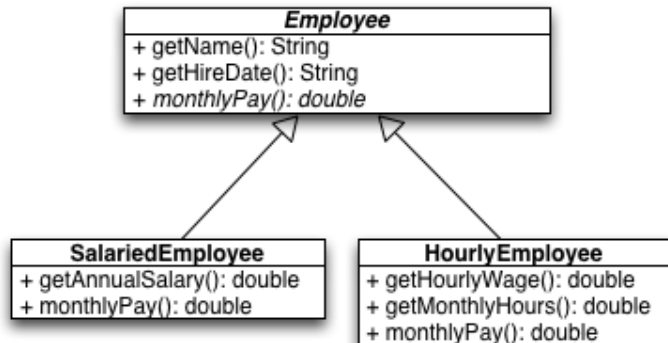 Employee
+ getName(): String
+ getHireDate(): String
+ monthlyPay(): double
SalariedEmployee
+ getAnnualSalary(): double
+ monthlyPay(): double
HourlyEmployee
+ getHourlyWage(): double
+ getMonthlyHours(): double
+ monthlyPay(): double